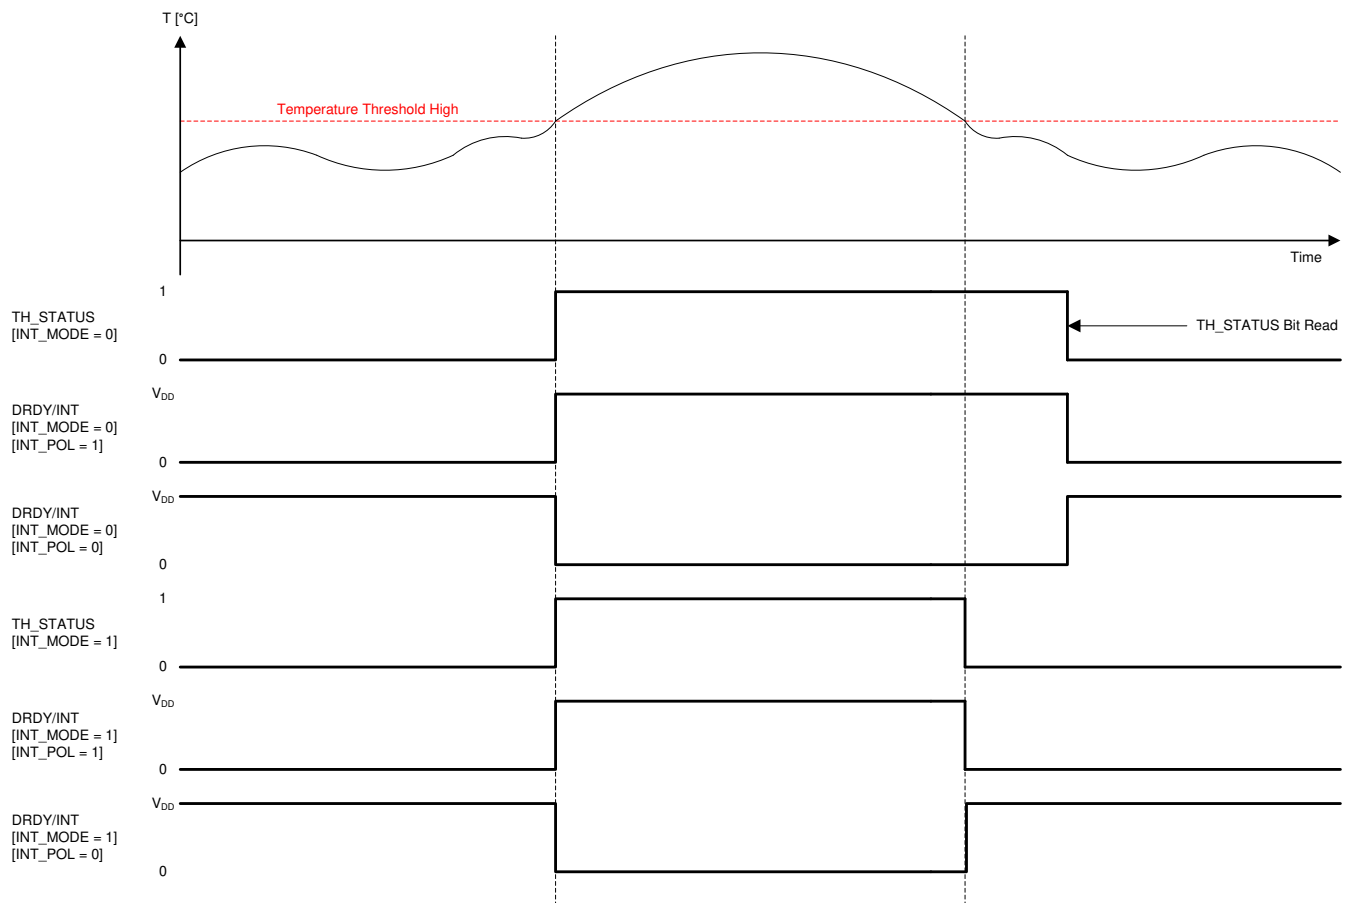 T [°C]
Temperature Threshold High
Time
1
TH_STATUS
[INT_MODE = 0]
TH_STATUS Bit Read
0
VDD
DRDY/INT
[INT_MODE = 0]
[INT_POL = 1]
0
VDD
DRDY/INT
[INT_MODE = 0]
[INT_POL = 0]
0
1
TH_STATUS
[INT_MODE = 1]
0
VDD
DRDY/INT
[INT_MODE = 1]
[INT_POL = 1]
0
VDD
DRDY/INT
[INT_MODE = 1]
[INT_POL = 0]
0